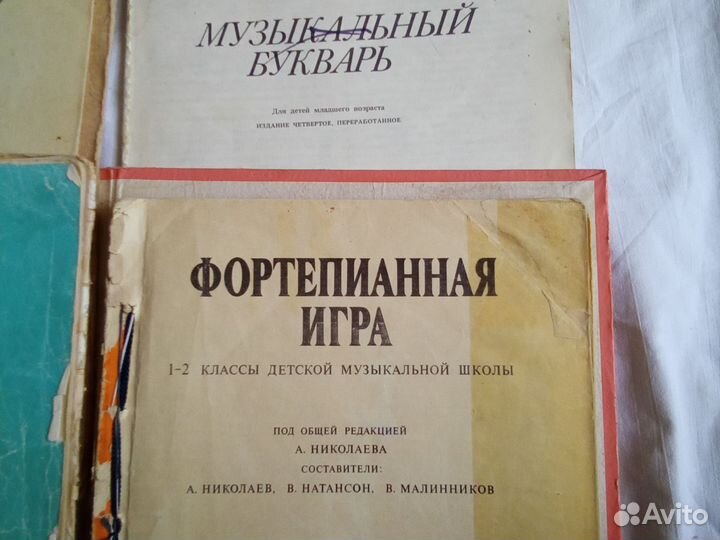 МУЗЫКАЛЬНЫЙ
БУКВАРЬ
Для детей младшего возраста
ИЗДАНИЕ ЧЕТВЕРТОЕ, ПЕРЕРАБОТАННОЕ
ФОРТЕПИАННАЯ
ИГРА
1-2 КЛАССЫ ДЕТСКОЙ МУЗЫКАЛЬНОЙ ШКОЛЫ
ПОД ОБЩЕЙ РЕДАКЦИЕЙ
А. НИКОЛАЕВА
СОСТАВИТЕЛИ:
А. НИКОЛАЕВ, В. НАТАНСОН, В. МАЛИННИКОВ
Avito